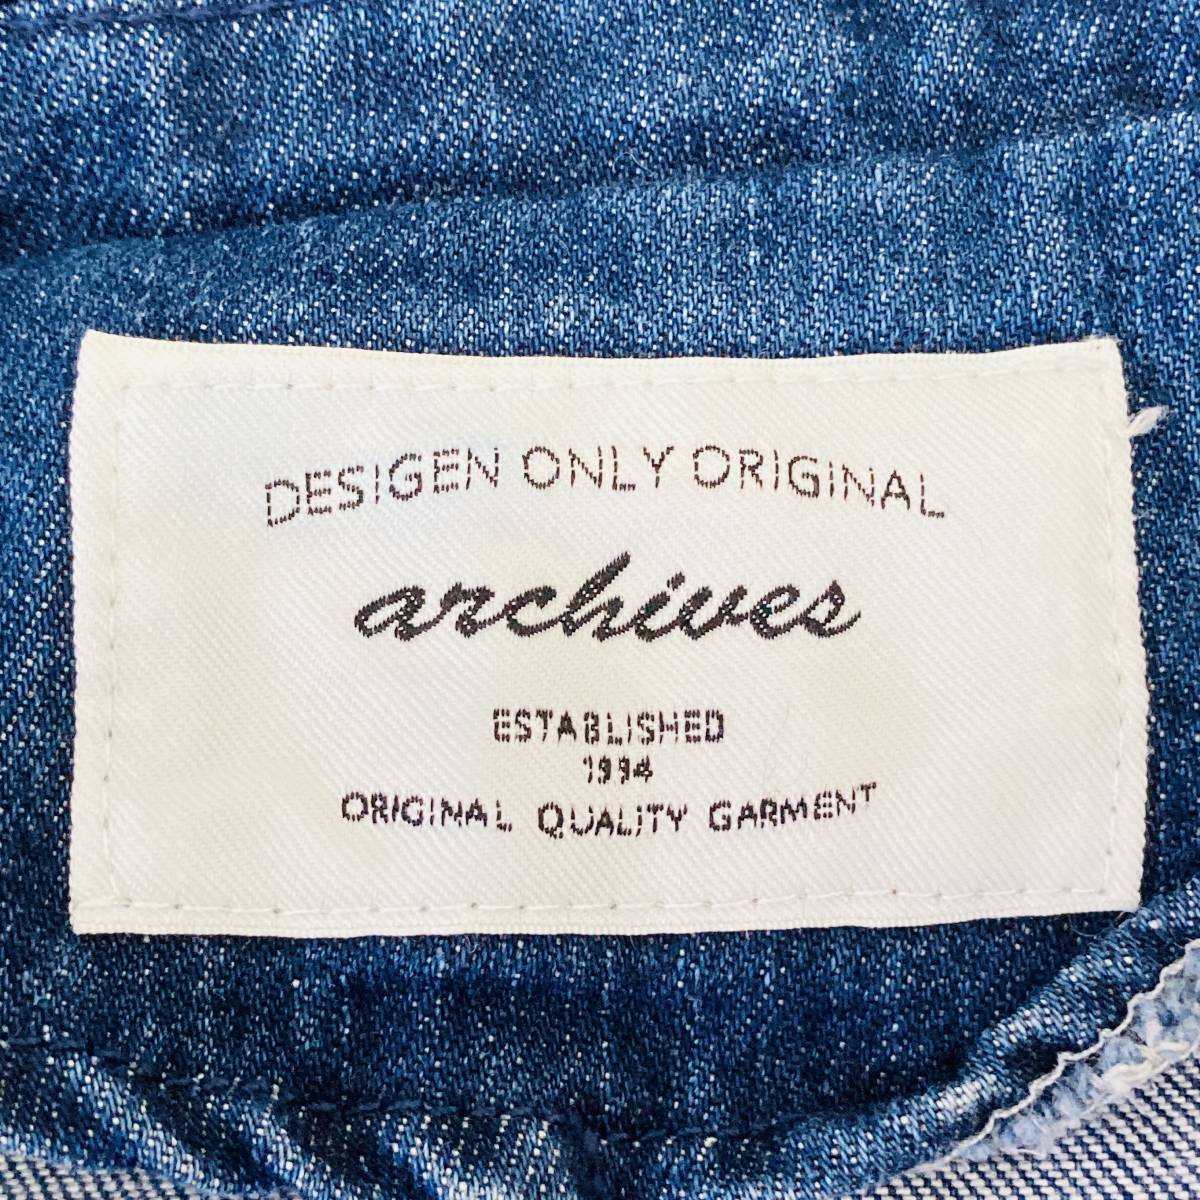 DESIGEN ONLY ORIGINAL
archives
ESTABLISHED
1994
ORIGINAL QUALITY GARMENT